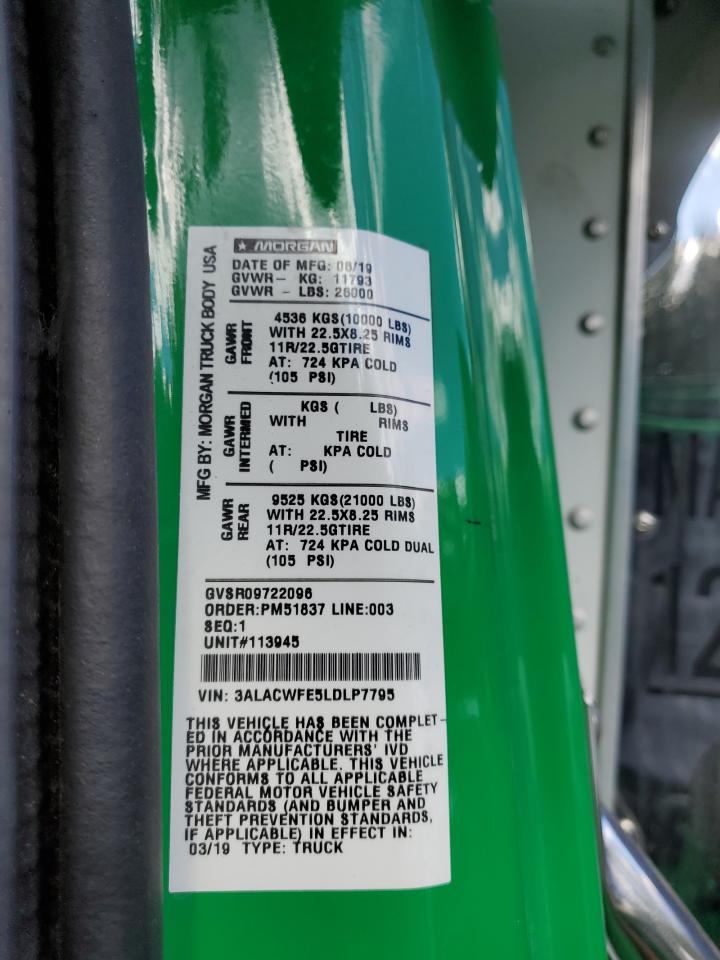 MORGAN
DATE OF MFG: 06/19
GVWR- KG: 11793
GVWR - LBS: 26000
MFG BY: MORGAN TRUCK BODY USA
GAWR
FRONT
4536 KGS(10000 LBS)
WITH 22.5X8.25 RIMS
11R/22.5GTIRE
AT: 724 KPA COLD
(105 PSI)
GAWR
INTERMED
KGS ( LBS)
WITH RIMS
TIRE
AT: KPA COLD
( PSI)
GAWR
REAR
9525 KGS(21000 LBS)
WITH 22.5X8.25 RIMS
11R/22.5GTIRE
AT: 724 KPA COLD DUAL
(105 PSI)
GVSR09722096
ORDER:PM51837 LINE:003
SEQ:1
UNIT#113945
VIN: 3ALACWFE5LDLP7795
THIS VEHICLE HAS BEEN COMPLET-
ED IN ACCORDANCE WITH THE
PRIOR MANUFACTURERS' IVD
WHERE APPLICABLE. THIS VEHICLE
CONFORMS TO ALL APPLICABLE
FEDERAL MOTOR VEHICLE SAFETY
STANDARDS (AND BUMPER AND
THEFT PREVENTION STANDARDS,
IF APPLICABLE) IN EFFECT IN:
03/19 TYPE: TRUCK
12